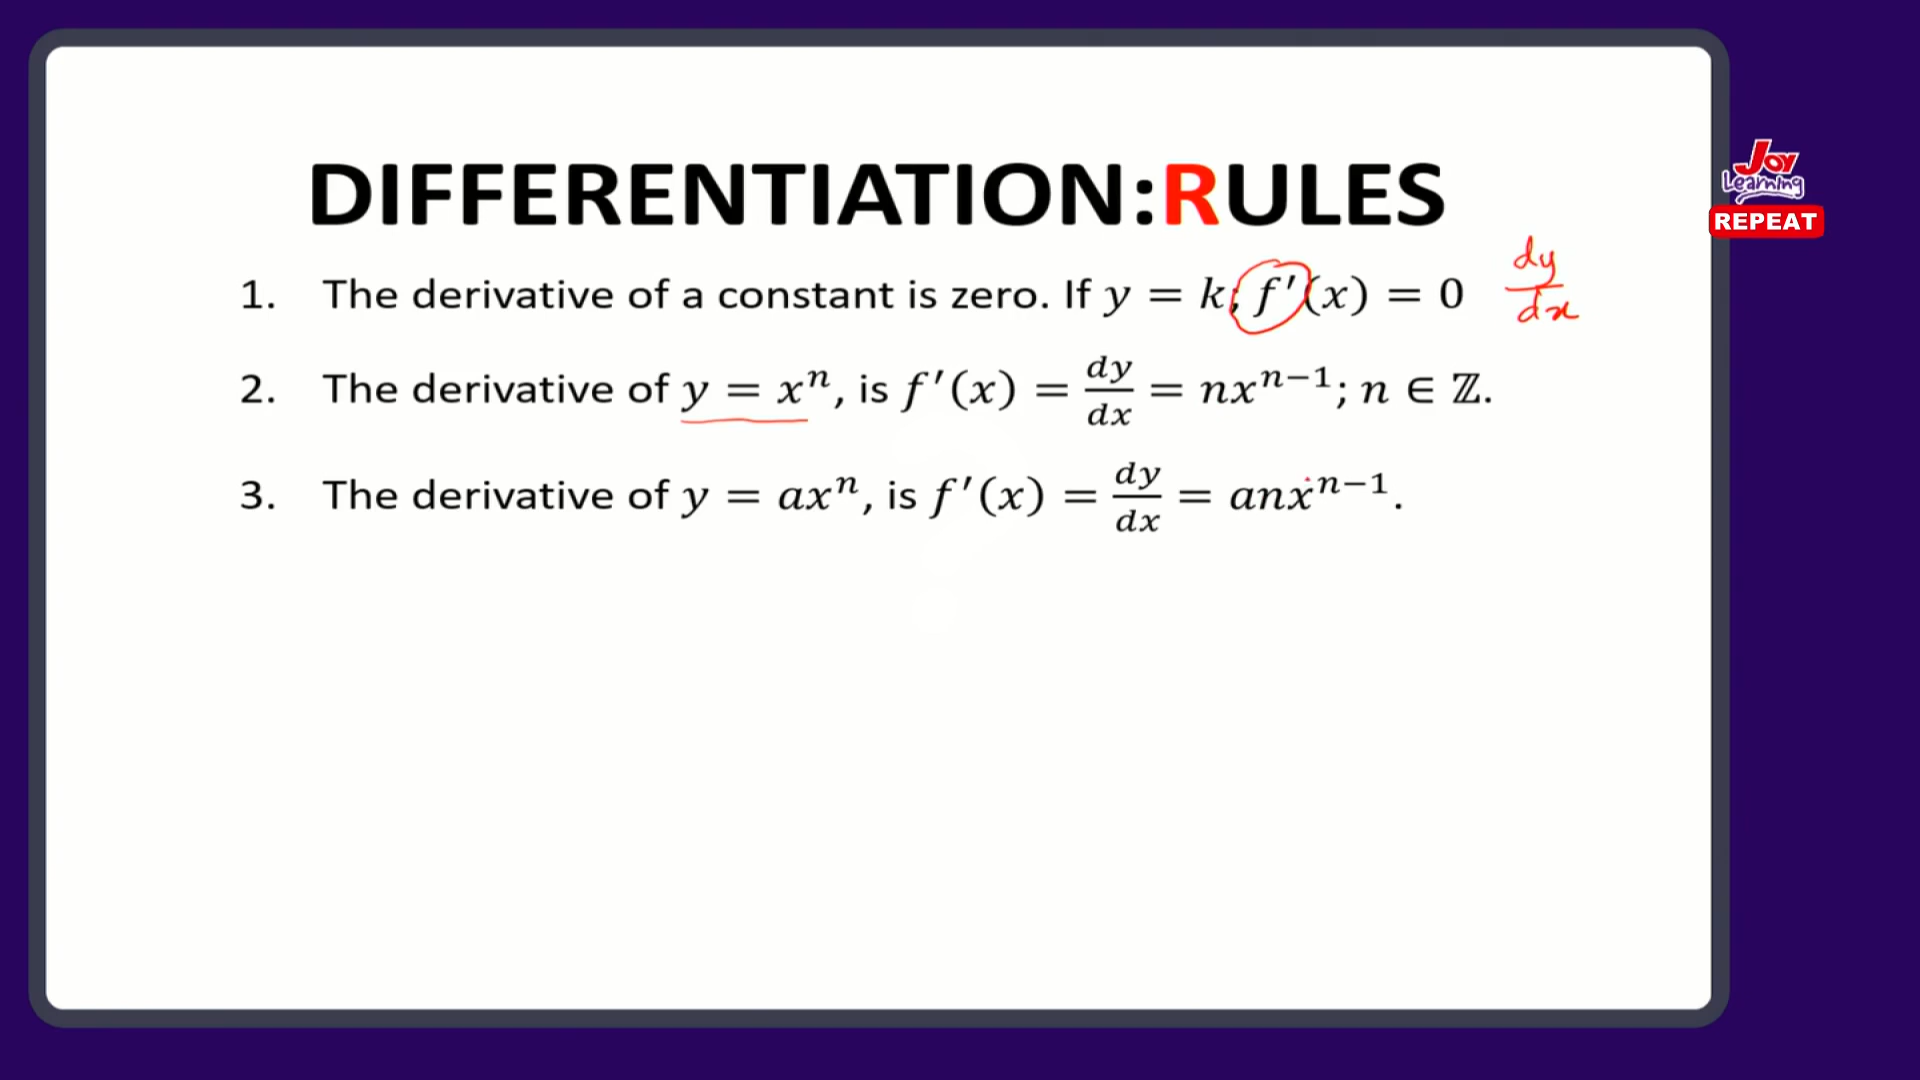 DIFFERENTIATION:RULES
Joy
Learning
REPEAT
dy/dx
1. The derivative of a constant is zero. If y = k; f′(x) = 0
2. The derivative of y = xⁿ, is f′(x) = dy/dx = nxⁿ⁻¹; n ∈ ℤ.
3. The derivative of y = axⁿ, is f′(x) = dy/dx = anxⁿ⁻¹.